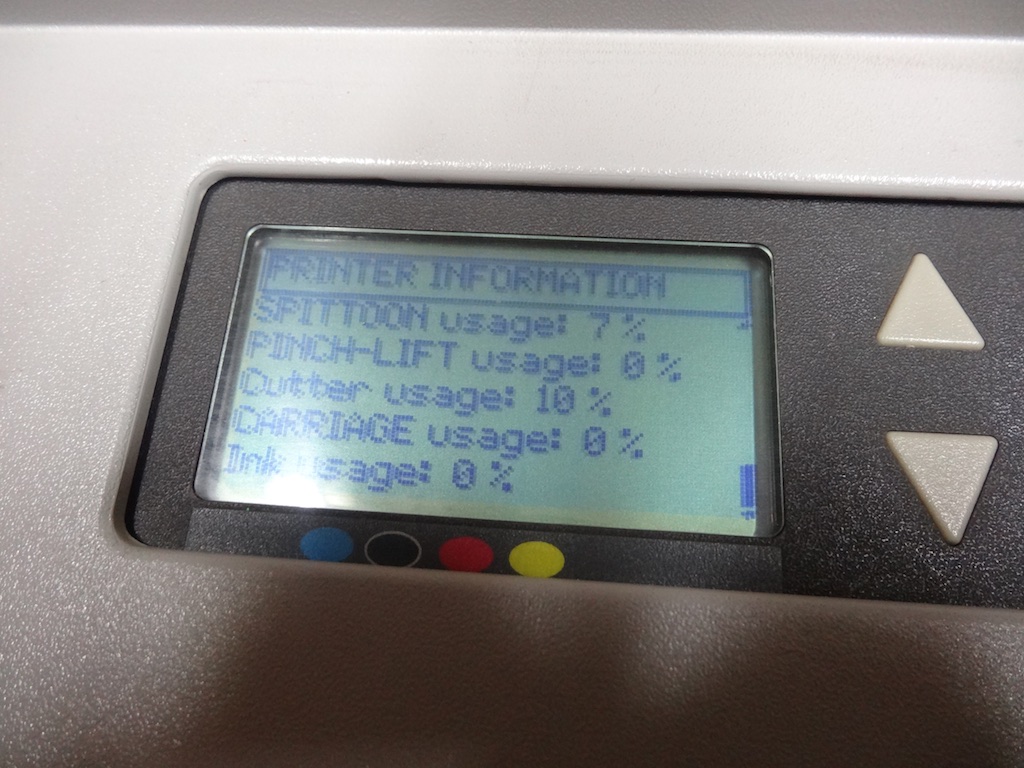 PRINTER INFORMATION
SPITTOON usage: 7 %
PINCH-LIFT usage: 0 %
Cutter usage: 10 %
CARRIAGE usage: 0 %
Ink usage: 0 %